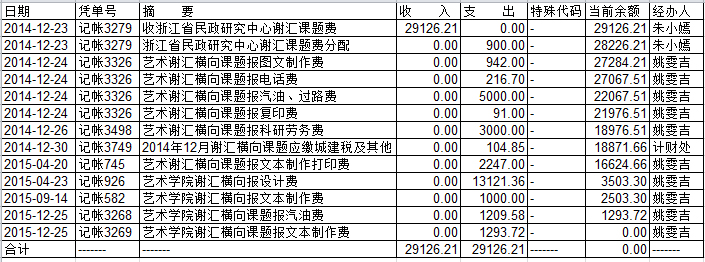 日期 凭单号 摘 要 收 入 支 出 特殊代码 当前余额 经办人
2014-12-23 记帐3279 收浙江省民政研究中心谢汇课题费 29126.21 0.00 - 29126.21 朱小嫣
2014-12-23 记帐3279 浙江省民政研究中心谢汇课题费分配 0.00 900.00 - 28226.21 朱小嫣
2014-12-24 记帐3326 艺术谢汇横向课题报图文制作费 0.00 942.00 - 27284.21 姚雯吉
2014-12-24 记帐3326 艺术谢汇横向课题报电话费 0.00 216.70 - 27067.51 姚雯吉
2014-12-24 记帐3326 艺术谢汇横向课题报汽油、过路费 0.00 5000.00 - 22067.51 姚雯吉
2014-12-24 记帐3326 艺术谢汇横向课题报复印费 0.00 91.00 - 21976.51 姚雯吉
2014-12-26 记帐3498 艺术谢汇横向课题报科研劳务费 0.00 3000.00 - 18976.51 姚雯吉
2014-12-30 记帐3749 2014年12月谢汇横向课题应缴城建税及其他 0.00 104.85 - 18871.66 计财处
2015-04-20 记帐745 艺术谢汇横向课题报文本制作打印费 0.00 2247.00 - 16624.66 姚雯吉
2015-04-23 记帐926 艺术学院谢汇横向报设计费 0.00 13121.36 - 3503.30 姚雯吉
2015-09-14 记帐582 艺术学院谢汇横向报文本制作费 0.00 1000.00 - 2503.30 姚雯吉
2015-12-25 记帐3268 艺术学院谢汇横向课题报汽油费 0.00 1209.58 - 1293.72 姚雯吉
2015-12-25 记帐3269 艺术学院谢汇横向课题报文本制作费 0.00 1293.72 - 0.00 姚雯吉
合计 ------- ------- 29126.21 29126.21 ------- 0.00 -------